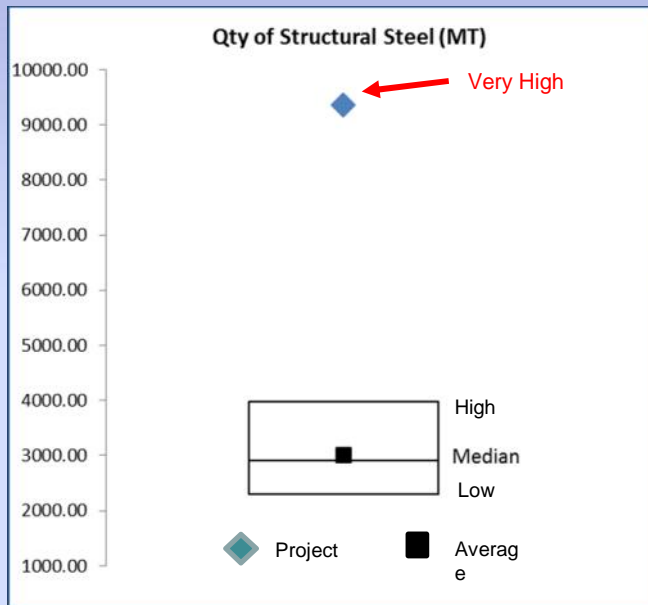 Qty of Structural Steel (MT)
10000.00
Very High
9000.00
8000.00
7000.00
6000.00
5000.00
4000.00
High
3000.00
Median
Low
2000.00
Project
Averag
e
1000.00